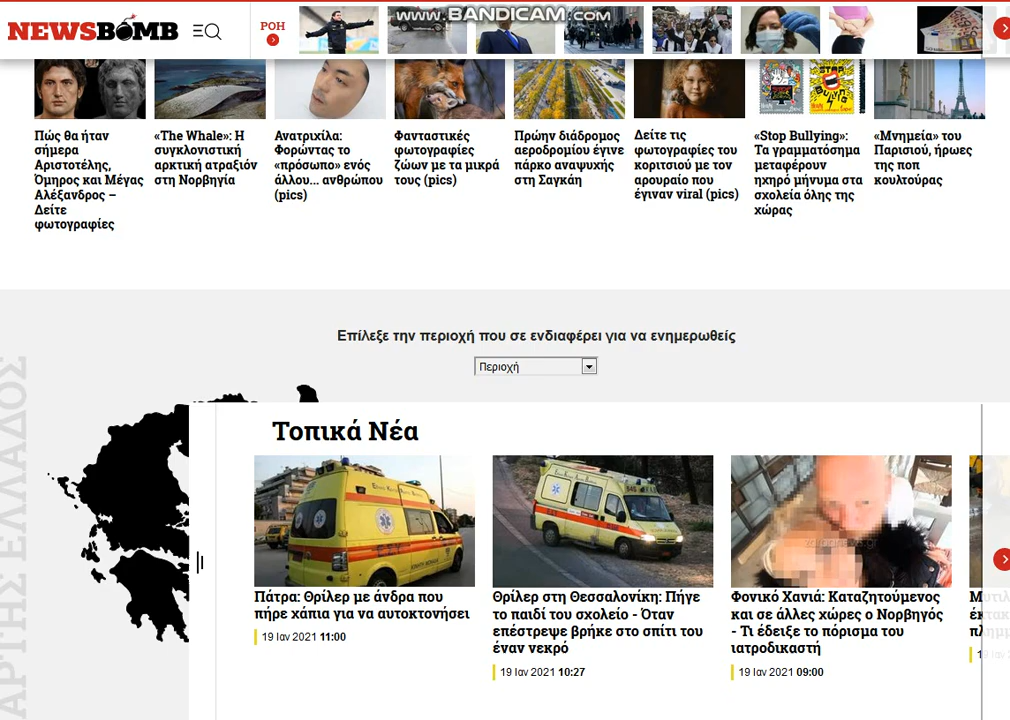 NEWSBOMB
ΡΟΗ
www.BANDICAM.com
Πώς θα ήταν
σήμερα
Αριστοτέλης,
Όμηρος και Μέγας
Αλέξανδρος –
Δείτε
φωτογραφίες
«The Whale»: Η
συγκλονιστική
αρκτική ατραξιόν
στη Νορβηγία
Ανατριχίλα:
Φορώντας το
«πρόσωπο» ενός
άλλου... ανθρώπου
(pics)
Φανταστικές
φωτογραφίες
ζώων με τα μικρά
τους (pics)
Πρώην διάδρομος
αεροδρομίου έγινε
πάρκο αναψυχής
στη Σαγκάη
Δείτε τις
φωτογραφίες του
κοριτσιού με τον
αρουραίο που
έγιναν viral (pics)
STOP
«Stop Bullying»:
Τα γραμματόσημα
μεταφέρουν
ηχηρό μήνυμα στα
σχολεία όλης της
χώρας
«Μνημεία» του
Παρισιού, ήρωες
της ποπ
κουλτούρας
Επίλεξε την περιοχή που σε ενδιαφέρει για να ενημερωθείς
Περιοχή
ΧΑΡΤΗΣ ΕΛΛΑΔΟΣ
Τοπικά Νέα
Πάτρα: Θρίλερ με άνδρα που
πήρε χάπια για να αυτοκτονήσει
19 Ιαν 2021 11:00
Θρίλερ στη Θεσσαλονίκη: Πήγε
το παιδί του σχολείο - Όταν
επέστρεψε βρήκε στο σπίτι του
έναν νεκρό
19 Ιαν 2021 10:27
Φονικό Χανιά: Καταζητούμενος
και σε άλλες χώρες ο Νορβηγός
- Τι έδειξε το πόρισμα του
ιατροδικαστή
19 Ιαν 2021 09:00